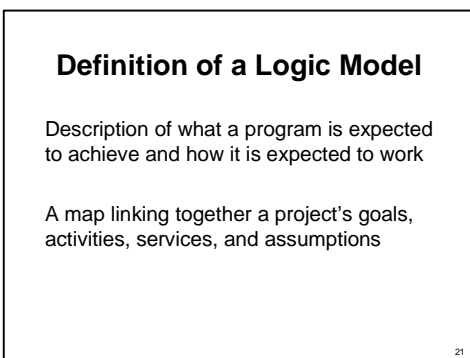 Definition of a Logic Model
Description of what a program is expected
to achieve and how it is expected to work
A map linking together a project’s goals,
activities, services, and assumptions
21